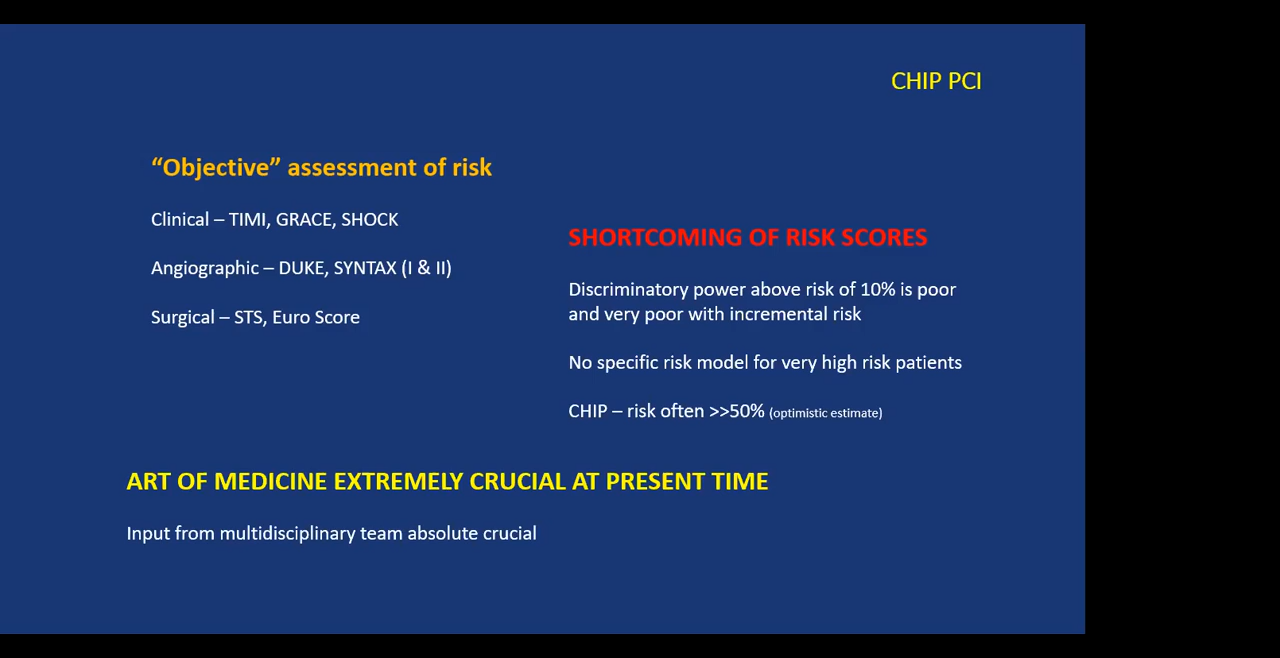 CHIP PCI
“Objective” assessment of risk
Clinical – TIMI, GRACE, SHOCK
Angiographic – DUKE, SYNTAX (I & II)
Surgical – STS, Euro Score
SHORTCOMING OF RISK SCORES
Discriminatory power above risk of 10% is poor
and very poor with incremental risk
No specific risk model for very high risk patients
CHIP – risk often >>50% (optimistic estimate)
ART OF MEDICINE EXTREMELY CRUCIAL AT PRESENT TIME
Input from multidisciplinary team absolute crucial